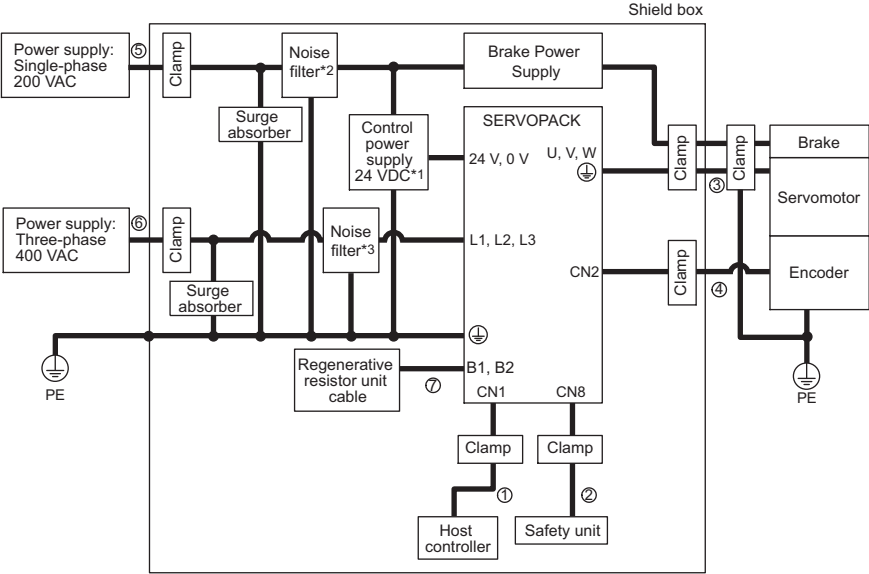 Shield box
Power supply:
Single-phase
200 VAC
⑤
Clamp
Noise
filter*2
Brake Power
Supply
Surge
absorber
Control
power
supply
24 VDC*1
SERVOPACK
24 V, 0 V
U, V, W
Clamp
Clamp
③
Brake
Servomotor
Encoder
Power supply:
Three-phase
400 VAC
⑥
Clamp
Noise
filter*3
L1, L2, L3
CN2
Clamp
④
Surge
absorber
PE
Regenerative
resistor unit
cable
⑦
B1, B2
CN1
CN8
PE
Clamp
Clamp
①
②
Host
controller
Safety unit